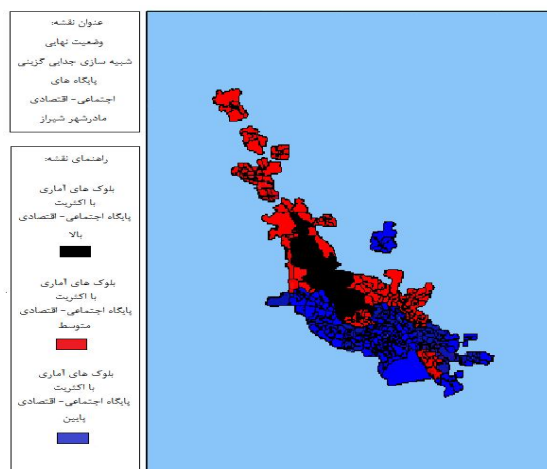 عنوان نقشه:
وضعیت نهایی
شبیه سازی جدایی گزینی
پایگاه های
اجتماعی- اقتصادی
مادرشهر شیراز
راهنمای نقشه:
بلوک های آماری
با اکثریت
پایگاه اجتماعی- اقتصادی
بالا
بلوک های آماری
با اکثریت
پایگاه اجتماعی- اقتصادی
متوسط
بلوک های آماری
با اکثریت
پایگاه اجتماعی- اقتصادی
پایین